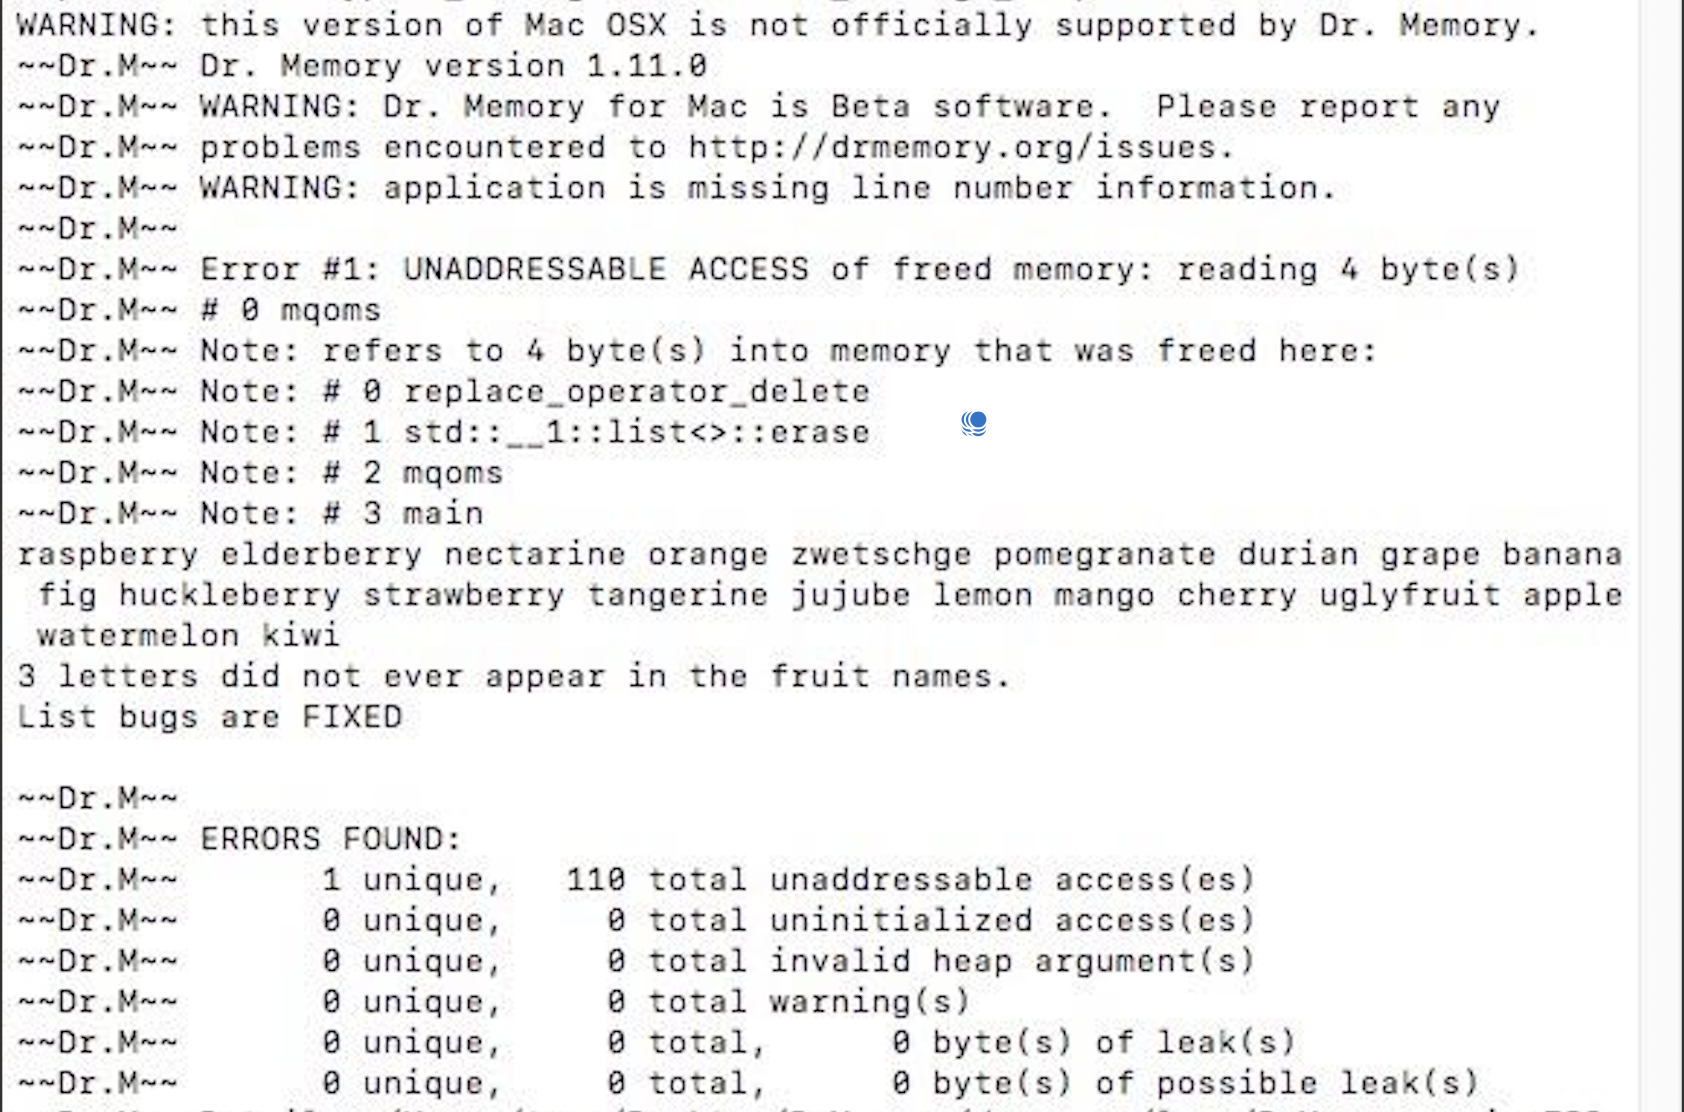 WARNING: this version of Mac OSX is not officially supported by Dr. Memory.
~~Dr.M~~ Dr. Memory version 1.11.0
~~Dr.M~~ WARNING: Dr. Memory for Mac is Beta software.  Please report any
~~Dr.M~~ problems encountered to http://drmemory.org/issues.
~~Dr.M~~ WARNING: application is missing line number information.
~~Dr.M~~
~~Dr.M~~ Error #1: UNADDRESSABLE ACCESS of freed memory: reading 4 byte(s)
~~Dr.M~~ # 0 mqoms
~~Dr.M~~ Note: refers to 4 byte(s) into memory that was freed here:
~~Dr.M~~ Note: # 0 replace_operator_delete
~~Dr.M~~ Note: # 1 std::__1::list<>::erase
~~Dr.M~~ Note: # 2 mqoms
~~Dr.M~~ Note: # 3 main
raspberry elderberry nectarine orange zwetschge pomegranate durian grape banana
 fig huckleberry strawberry tangerine jujube lemon mango cherry uglyfruit apple
 watermelon kiwi
3 letters did not ever appear in the fruit names.
List bugs are FIXED

~~Dr.M~~
~~Dr.M~~ ERRORS FOUND:
~~Dr.M~~       1 unique,   110 total unaddressable access(es)
~~Dr.M~~       0 unique,     0 total uninitialized access(es)
~~Dr.M~~       0 unique,     0 total invalid heap argument(s)
~~Dr.M~~       0 unique,     0 total warning(s)
~~Dr.M~~       0 unique,     0 total,      0 byte(s) of leak(s)
~~Dr.M~~       0 unique,     0 total,      0 byte(s) of possible leak(s)